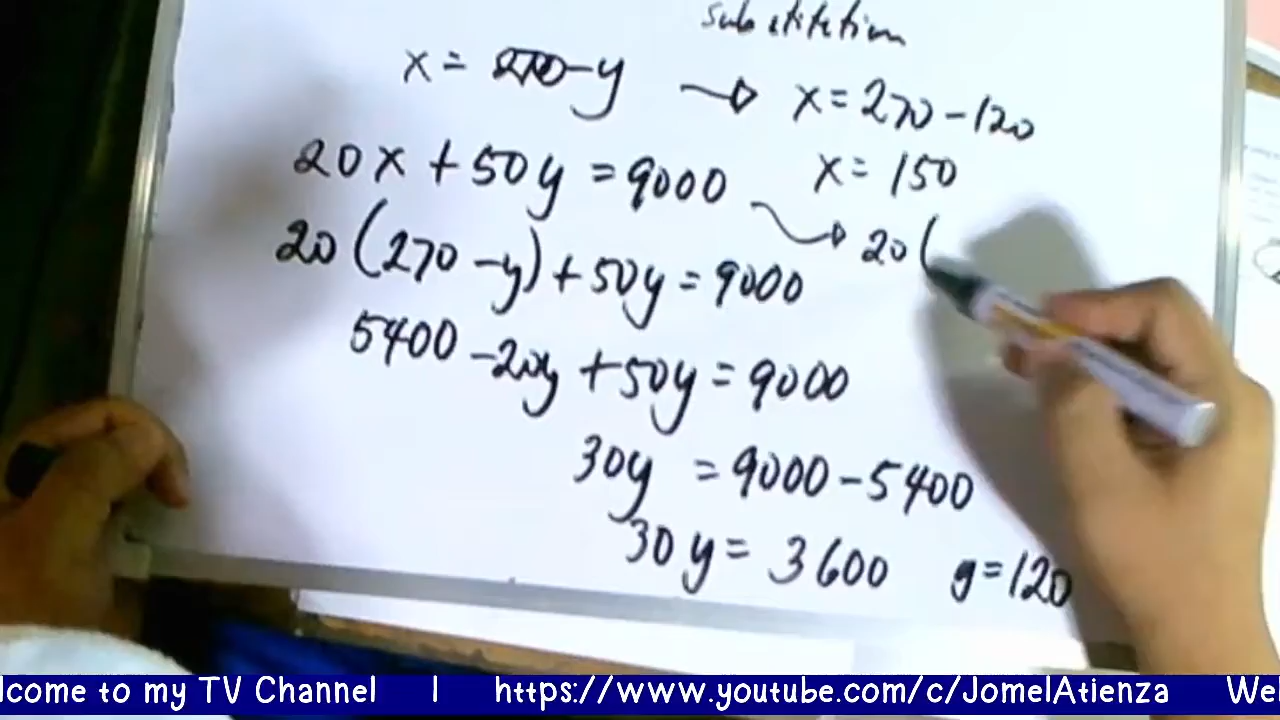 substitution
x = 270 - y → x = 270 - 120
20x + 50y = 9000 x = 150
20(270 - y) + 50y = 9000 → 20(
5400 - 20y + 50y = 9000
30y = 9000 - 5400
30y = 3600 y = 120
lcome to my TV Channel | https://www.youtube.com/c/JomelAtienza We